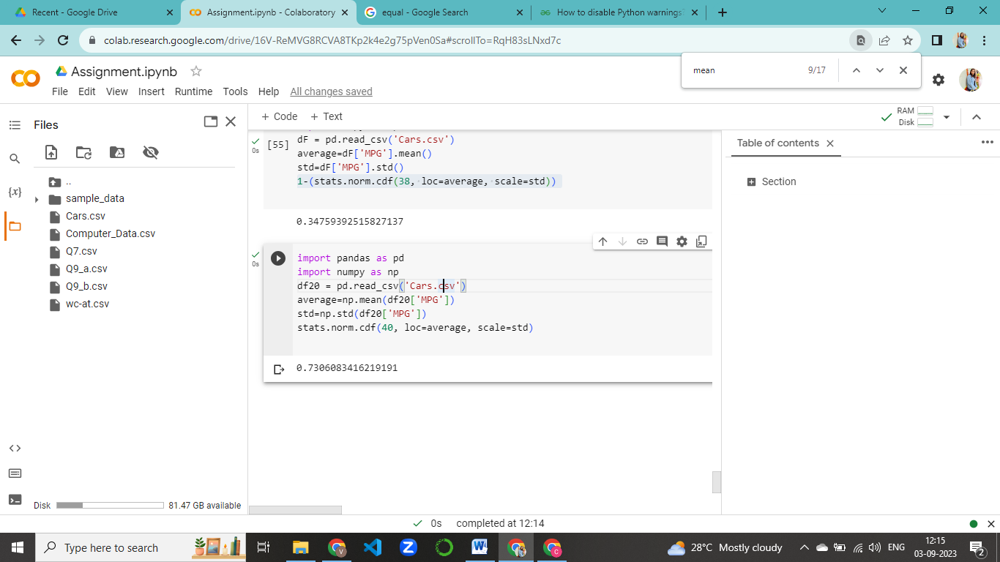 Recent - Google Drive
Assignment.ipynb - Colaboratory
equal - Google Search
How to disable Python warnings?
colab.research.google.com/drive/16V-ReMVG8RCVA8TKp2k4e2g75pVen0Sa#scrollTo=RqH83sLNxd7c
mean 9/17
Assignment.ipynb
File Edit View Insert Runtime Tools Help All changes saved
Files
+ Code + Text
RAM
Disk
..
sample_data
Cars.csv
Computer_Data.csv
Q7.csv
Q9_a.csv
Q9_b.csv
wc-at.csv
Disk 81.47 GB available
[55]
0s
dF = pd.read_csv('Cars.csv')
average=dF['MPG'].mean()
std=dF['MPG'].std()
1-(stats.norm.cdf(38, loc=average, scale=std))
0.34759392515827137
0s
import pandas as pd
import numpy as np
df20 = pd.read_csv('Cars.csv')
average=np.mean(df20['MPG'])
std=np.std(df20['MPG'])
stats.norm.cdf(40, loc=average, scale=std)
0.7306083416219191
Table of contents
Section
0s completed at 12:14
Type here to search
28°C Mostly cloudy
ENG
12:15
03-09-2023
2